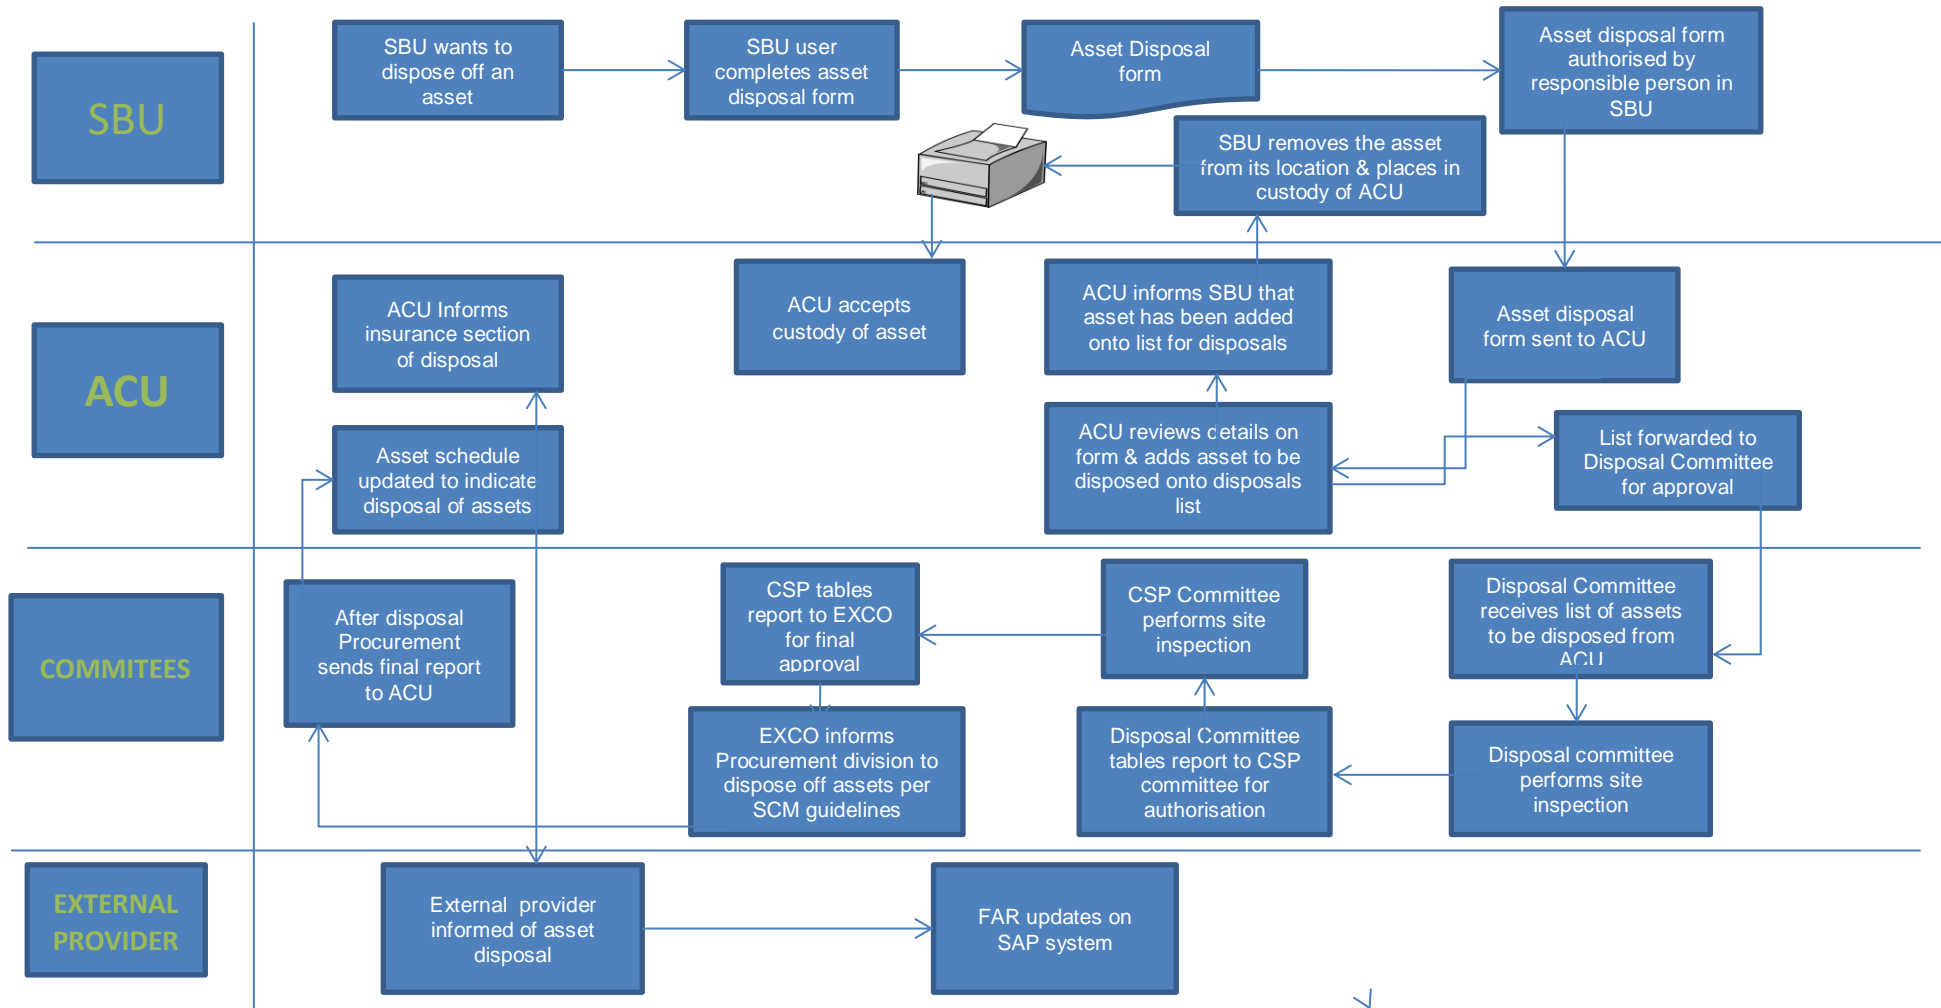 SBU
SBU wants to
dispose off an
asset
SBU user
completes asset
disposal form
Asset Disposal
form
Asset disposal form
authorised by
responsible person in
SBU
SBU removes the asset
from its location & places in
custody of ACU
ACU
ACU Informs
insurance section
of disposal
ACU accepts
custody of asset
ACU informs SBU that
asset has been added
onto list for disposals
Asset disposal
form sent to ACU
Asset schedule
updated to indicate
disposal of assets
ACU reviews details on
form & adds asset to be
disposed onto disposals
list
List forwarded to
Disposal Committee
for approval
COMMITEES
After disposal
Procurement
sends final report
to ACU
CSP tables
report to EXCO
for final
approval
CSP Committee
performs site
inspection
Disposal Committee
receives list of assets
to be disposed from
ACU
EXCO informs
Procurement division to
dispose off assets per
SCM guidelines
Disposal Committee
tables report to CSP
committee for
authorisation
Disposal committee
performs site
inspection
EXTERNAL
PROVIDER
External provider
informed of asset
disposal
FAR updates on
SAP system